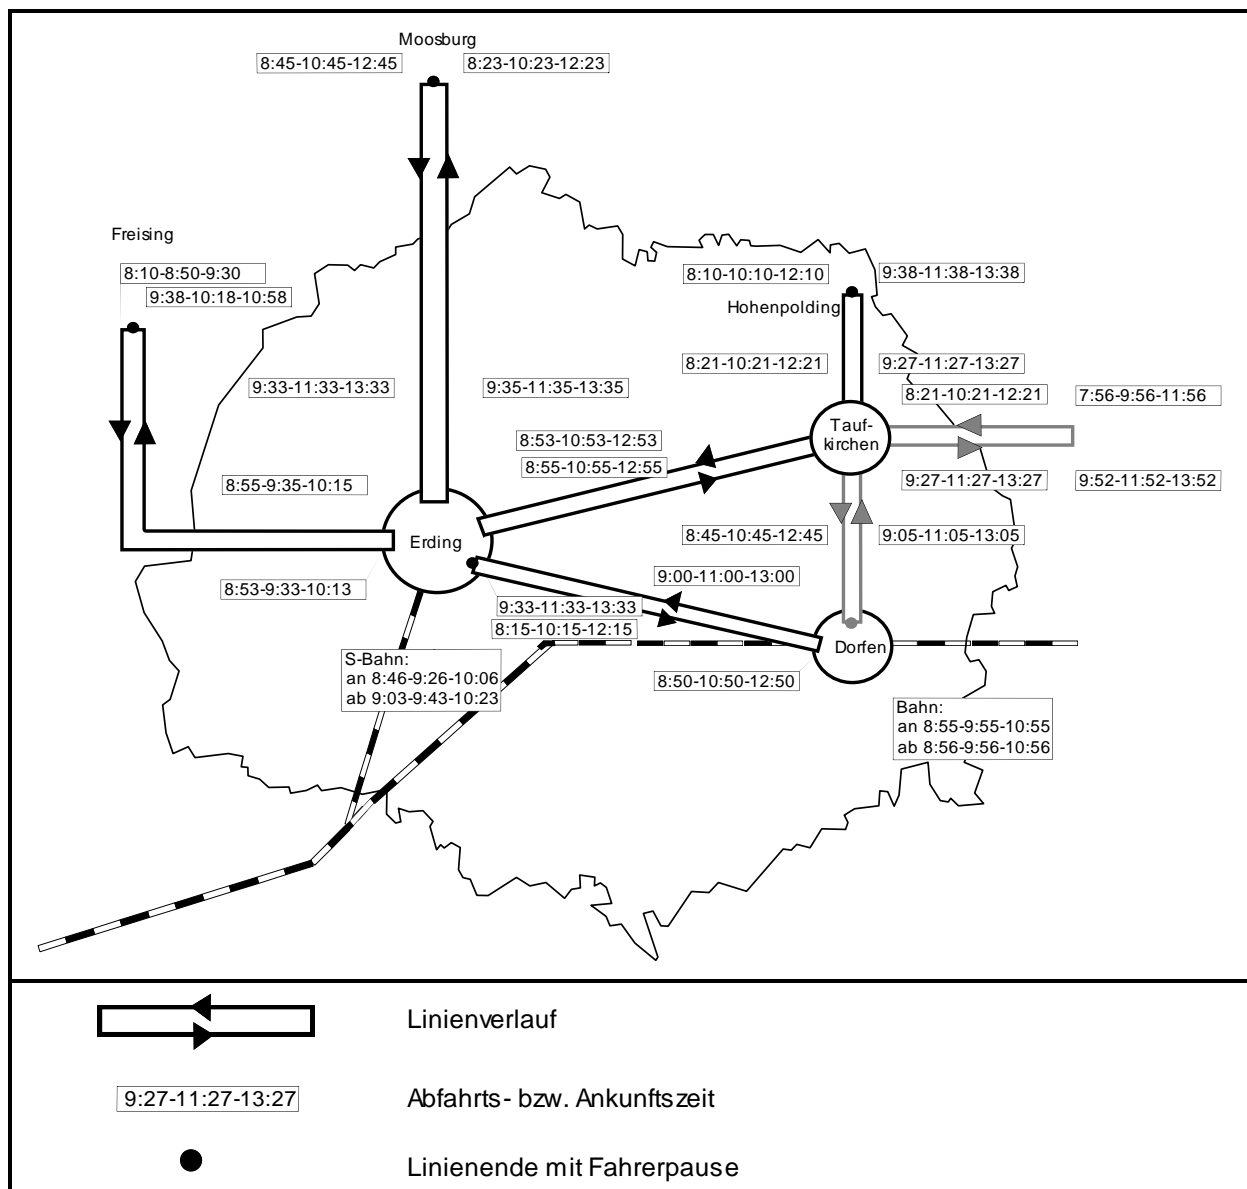 Moosburg
8:45-10:45-12:45
8:23-10:23-12:23
Freising
8:10-8:50-9:30
9:38-10:18-10:58
8:10-10:10-12:10
9:38-11:38-13:38
Hohenpolding
8:21-10:21-12:21
9:27-11:27-13:27
9:33-11:33-13:33
9:35-11:35-13:35
8:21-10:21-12:21
7:56-9:56-11:56
Tauf-
kirchen
8:53-10:53-12:53
8:55-10:55-12:55
9:27-11:27-13:27
9:52-11:52-13:52
8:55-9:35-10:15
Erding
8:45-10:45-12:45
9:05-11:05-13:05
9:00-11:00-13:00
8:53-9:33-10:13
9:33-11:33-13:33
8:15-10:15-12:15
Dorfen
S-Bahn:
an 8:46-9:26-10:06
ab 9:03-9:43-10:23
8:50-10:50-12:50
Bahn:
an 8:55-9:55-10:55
ab 8:56-9:56-10:56
Linienverlauf
9:27-11:27-13:27
Abfahrts- bzw. Ankunftszeit
Linienende mit Fahrerpause